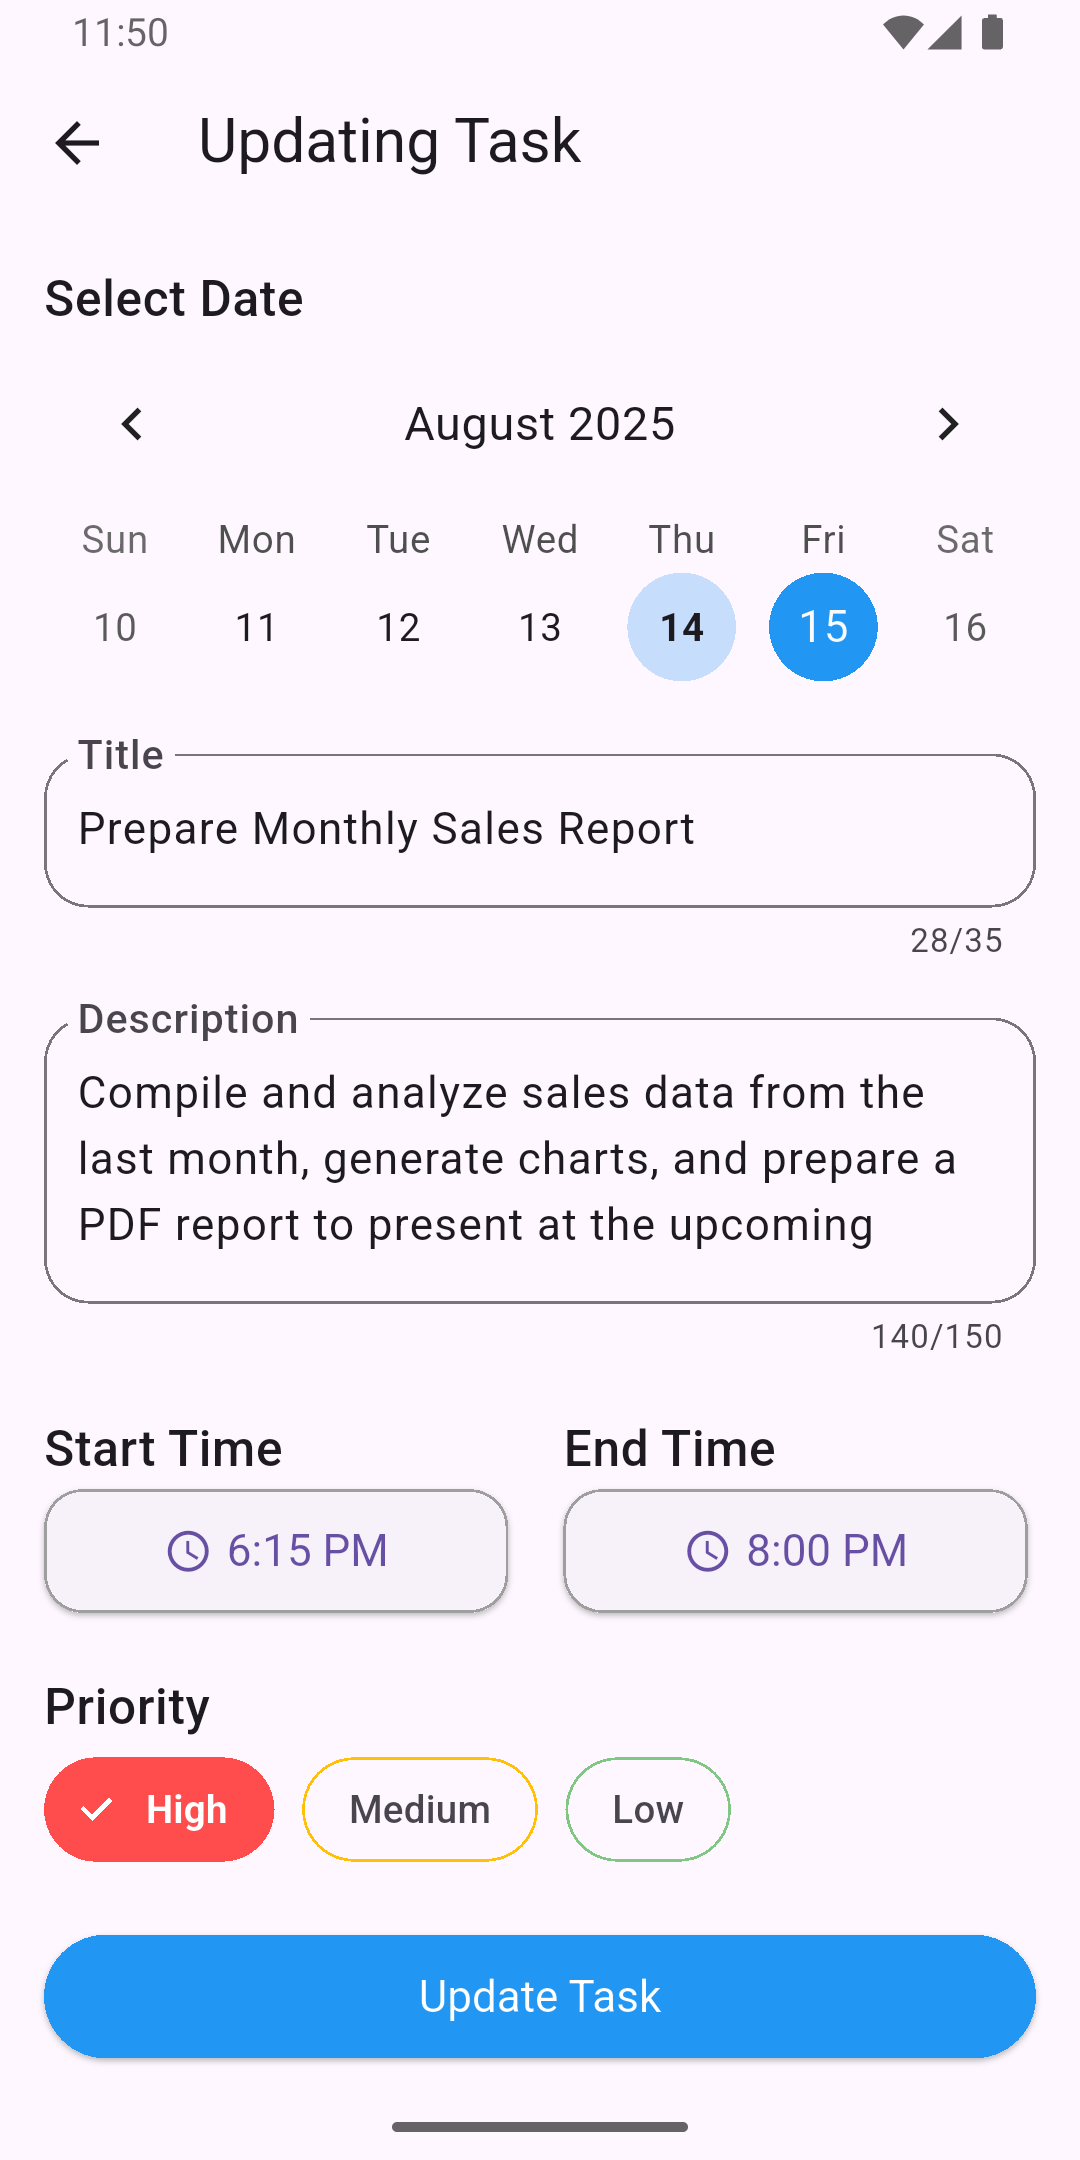 11:50
Updating Task
Select Date
August 2025
Sun Mon Tue Wed Thu Fri Sat
10 11 12 13 14 15 16
Title
Prepare Monthly Sales Report
28/35
Description
Compile and analyze sales data from the
last month, generate charts, and prepare a
PDF report to present at the upcoming
140/150
Start Time End Time
6:15 PM 8:00 PM
Priority
High Medium Low
Update Task